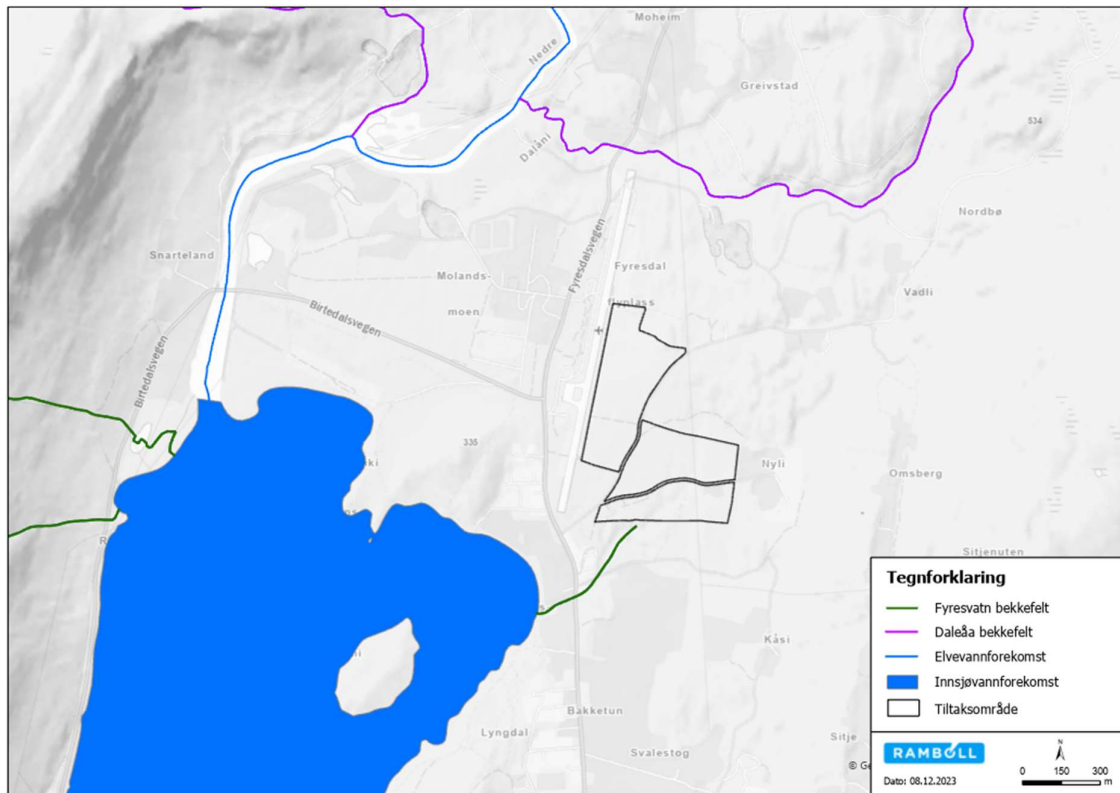 Moheim
Nedre
Greivstad
534
Dalåni
Nordbø
Fyresdalsvegen
Snarteland
Molands-
moen
Fyresdal
flyplass
Vadli
Birtedalsvegen
Birtedalsvegen
335
Nyli
Omsberg
Sitjenuten
Kåsi
Bakketun
Lyngdal
Svalestog
Sitje
Tegnforklaring
Fyresvatn bekkefelt
Daleåa bekkefelt
Elvevannforekomst
Innsjøvannforekomst
Tiltaksområde
RAMBOLL
N
Dato: 08.12.2023
0 150 300
m